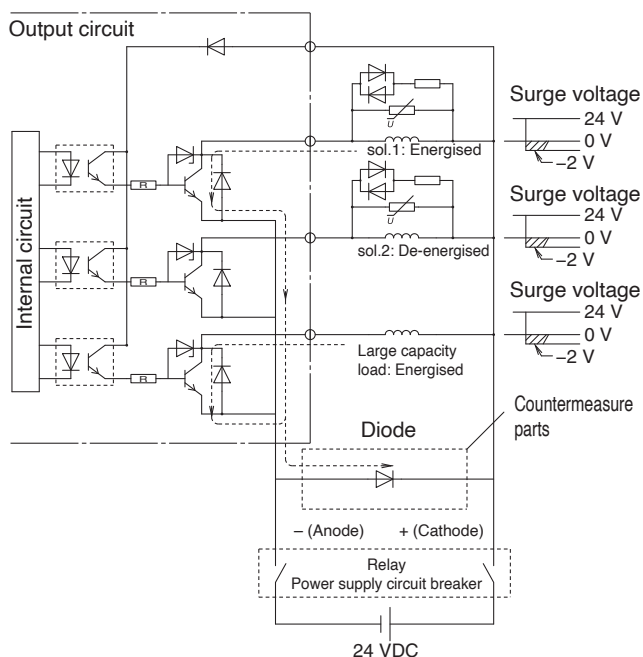 Output circuit
Surge voltage
24 V
0 V
–2 V
sol.1: Energised
U
R
Surge voltage
24 V
0 V
–2 V
sol.2: De-energised
U
R
Internal circuit
Surge voltage
24 V
0 V
–2 V
Large capacity
load: Energised
R
Countermeasure
parts
Diode
– (Anode)
+ (Cathode)
Relay
Power supply circuit breaker
24 VDC